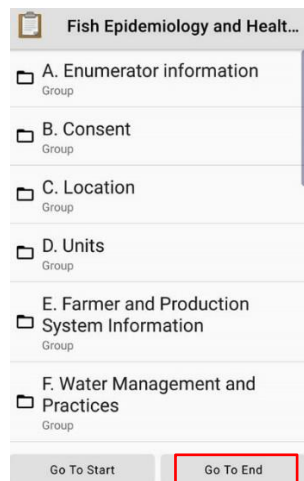 Fish Epidemiology and Healt...
A. Enumerator information
Group
B. Consent
Group
C. Location
Group
D. Units
Group
E. Farmer and Production
System Information
Group
F. Water Management and
Practices
Group
Go To Start
Go To End